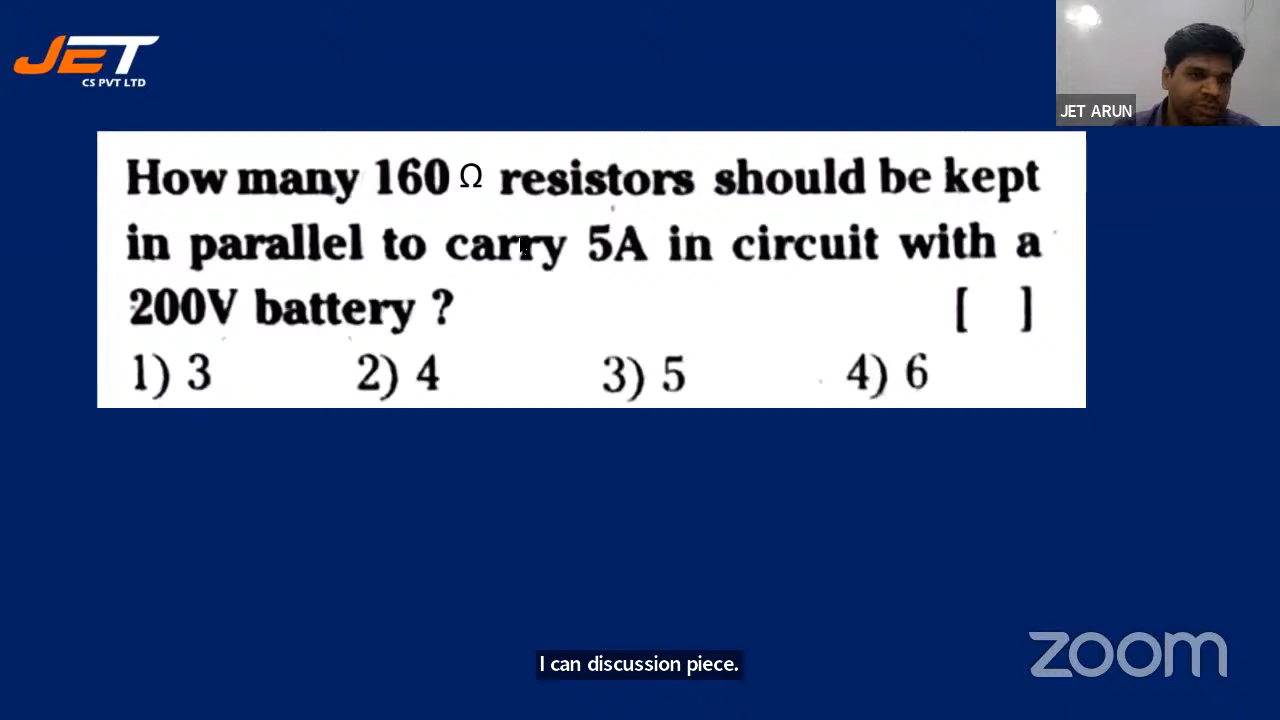 JET
CS PVT LTD
JET ARUN
How many 160 Ω resistors should be kept
in parallel to carry 5A in circuit with a
200V battery ? [ ]
1) 3 2) 4 3) 5 4) 6
I can discussion piece.
zoom